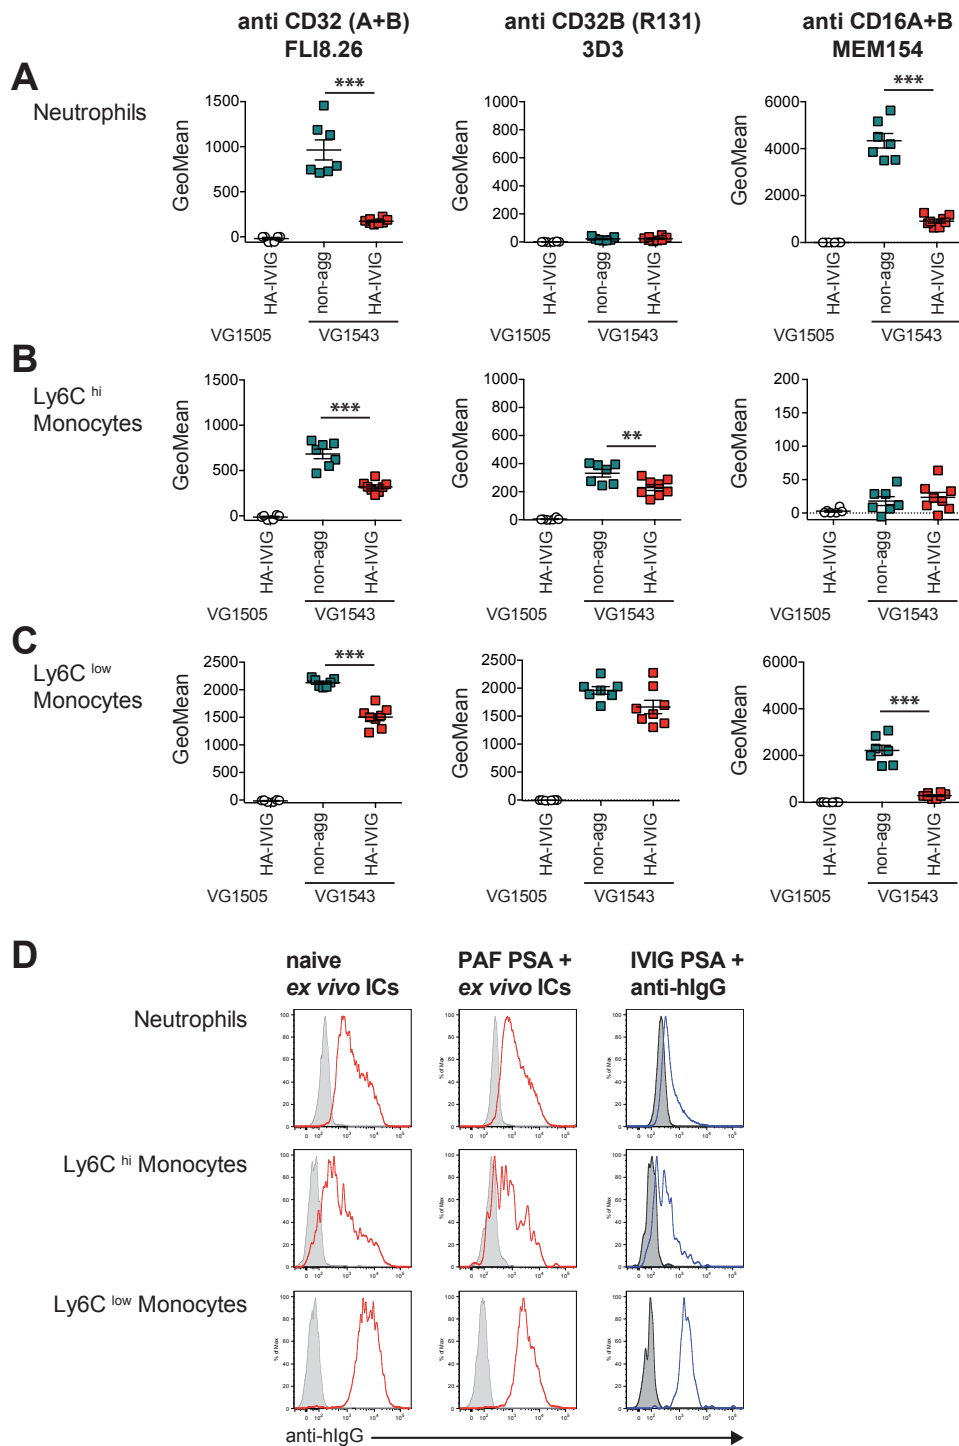 anti CD32 (A+B)
FLI8.26
anti CD32B (R131)
3D3
anti CD16A+B
MEM154
A
Neutrophils
GeoMean
1500
1000
500
0
***
HA-IVIG
non-agg
HA-IVIG
VG1505
VG1543
GeoMean
1000
800
600
400
200
0
HA-IVIG
non-agg
HA-IVIG
VG1505
VG1543
GeoMean
6000
4000
2000
0
***
HA-IVIG
non-agg
HA-IVIG
VG1505
VG1543
B
Ly6C hi
Monocytes
GeoMean
1500
1000
500
0
***
HA-IVIG
non-agg
HA-IVIG
VG1505
VG1543
GeoMean
1000
800
600
400
200
0
**
HA-IVIG
non-agg
HA-IVIG
VG1505
VG1543
GeoMean
200
150
100
50
0
HA-IVIG
non-agg
HA-IVIG
VG1505
VG1543
C
Ly6C low
Monocytes
GeoMean
2500
2000
1500
1000
500
0
***
HA-IVIG
non-agg
HA-IVIG
VG1505
VG1543
GeoMean
2500
2000
1500
1000
500
0
HA-IVIG
non-agg
HA-IVIG
VG1505
VG1543
GeoMean
6000
4000
2000
0
***
HA-IVIG
non-agg
HA-IVIG
VG1505
VG1543
D
naive
ex vivo ICs
PAF PSA +
ex vivo ICs
IVIG PSA +
anti-hIgG
Neutrophils
Ly6C hi Monocytes
Ly6C low Monocytes
anti-hIgG